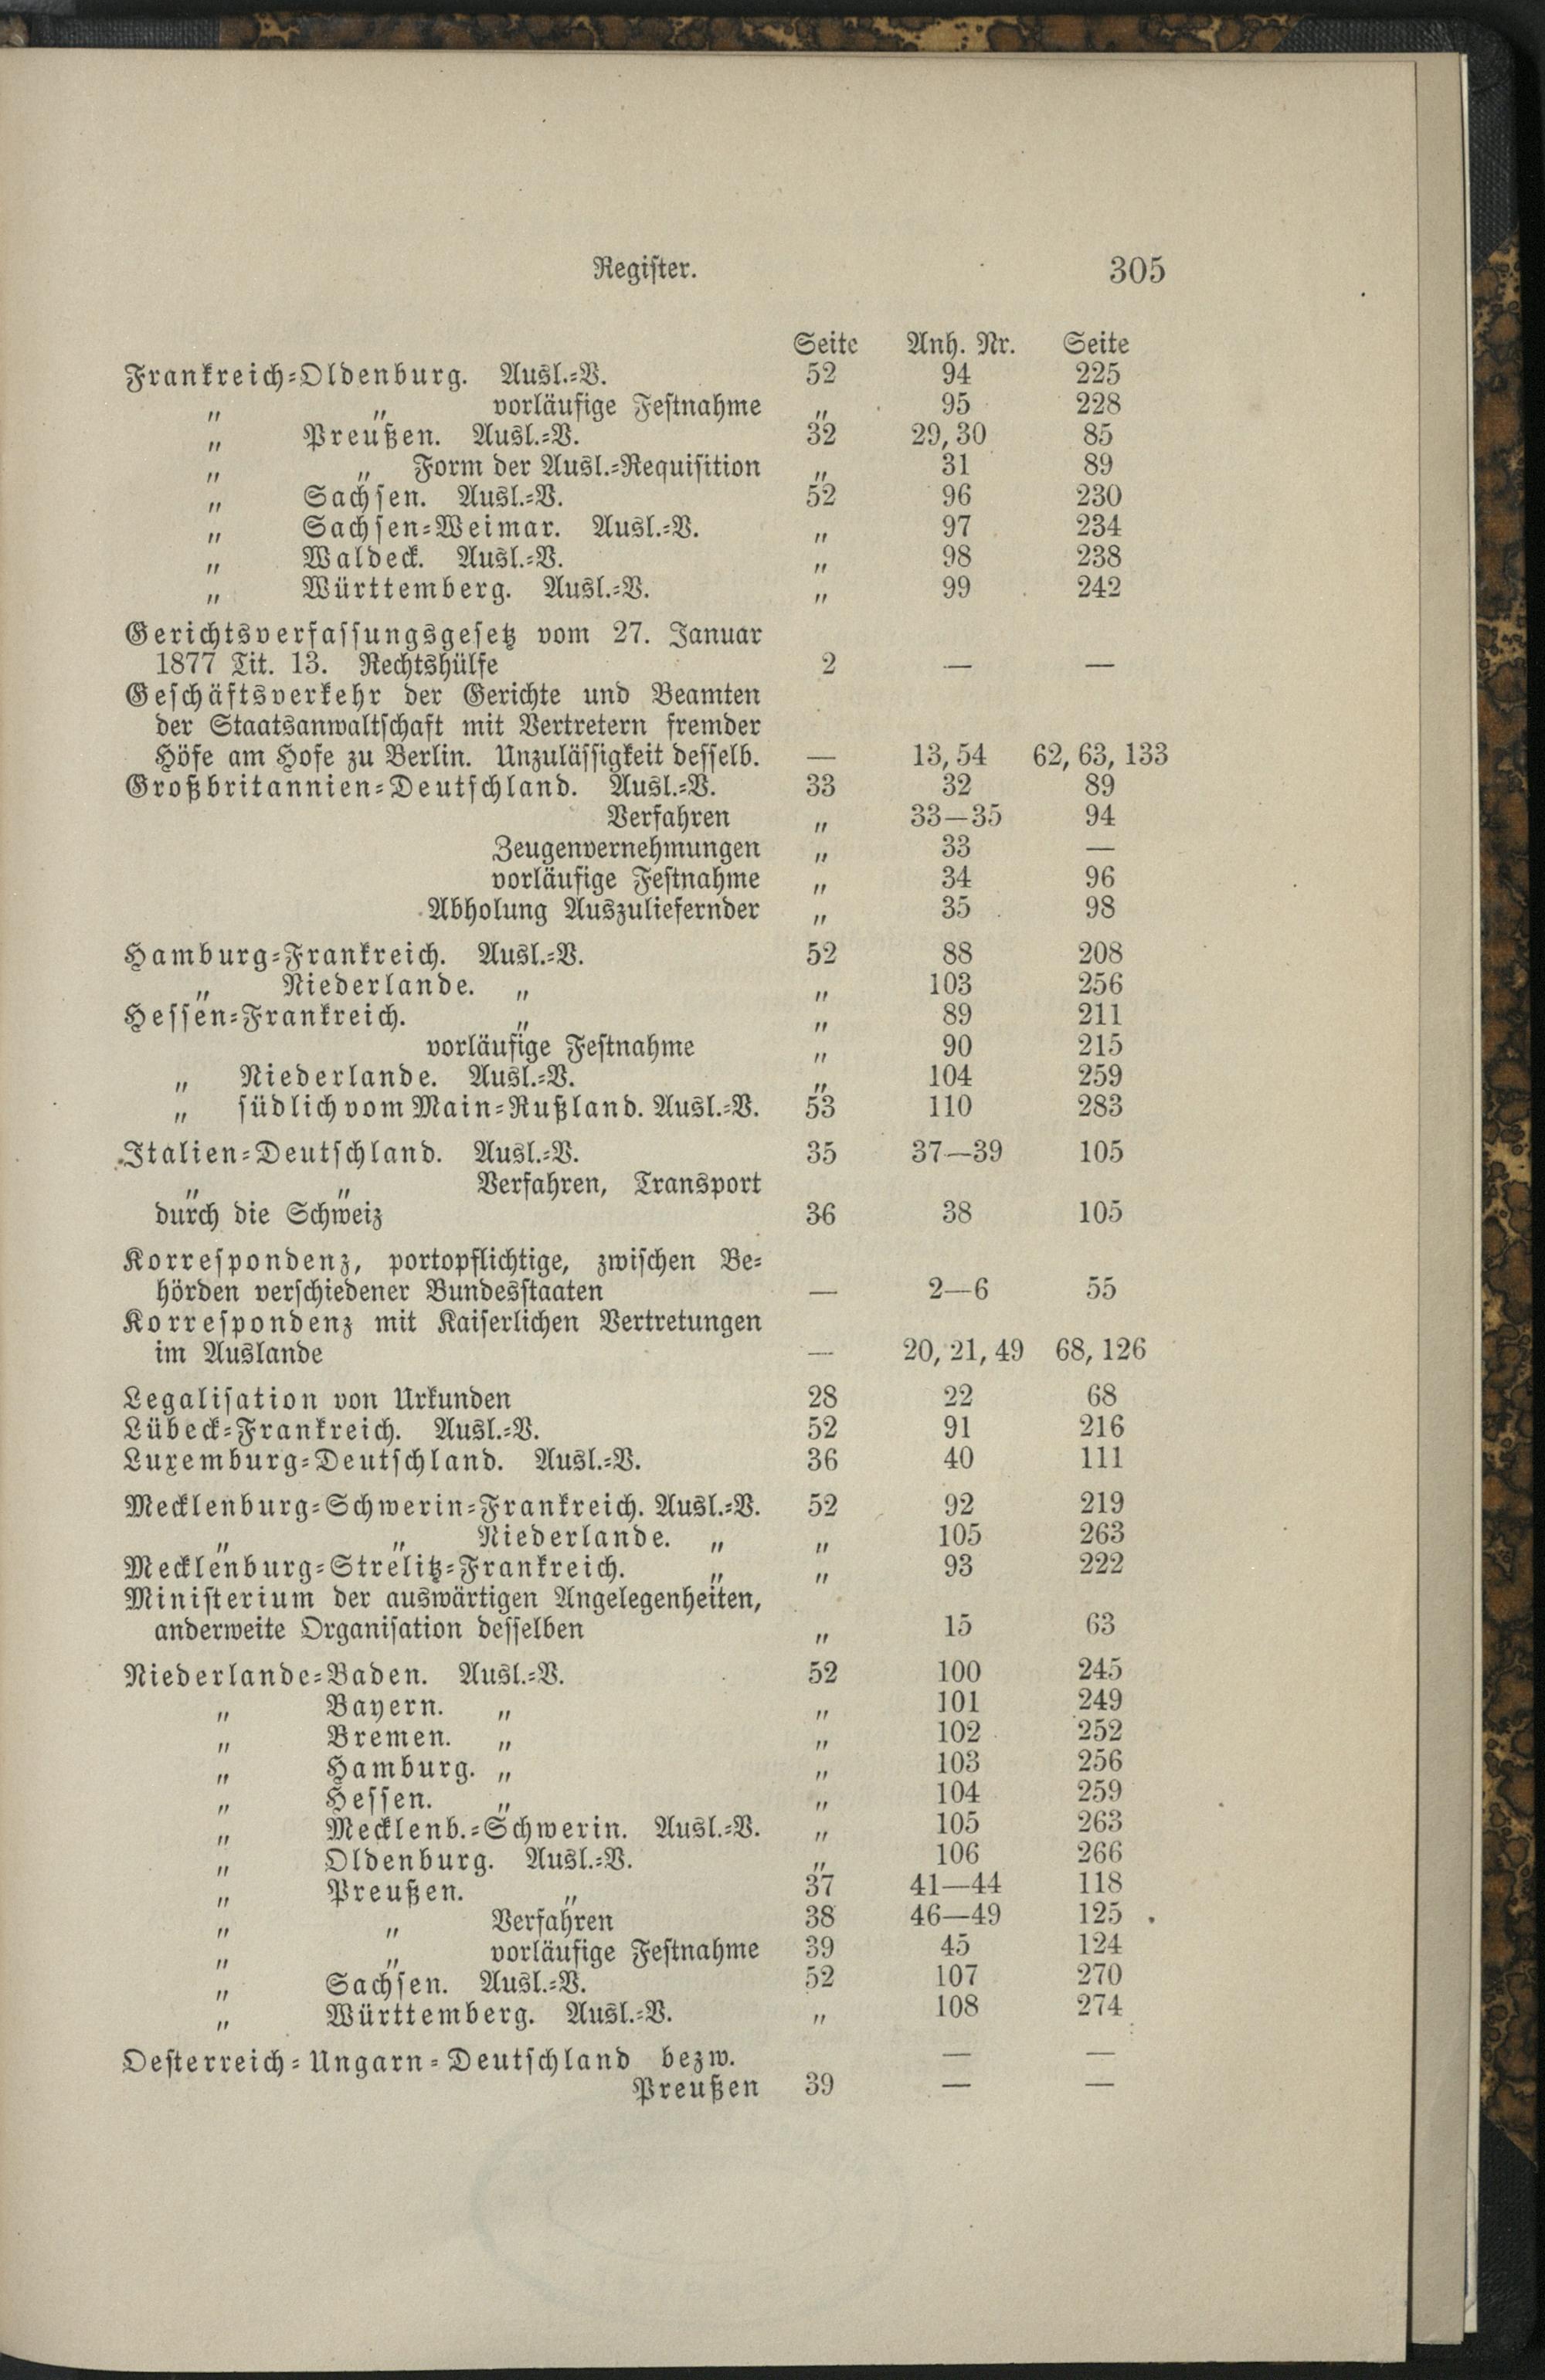 Register. 305
Seite Anh. Nr. Seite
Frankreich-Oldenburg. Ausl.-V. 52 94 225
„ „ vorläufige Festnahme „ 95 228
„ Preußen. Ausl.-V. 32 29, 30 85
„ „ Form der Ausl.-Requisition „ 31 89
„ Sachsen. Ausl.-V. 52 96 230
„ Sachsen-Weimar. Ausl.-V. „ 97 234
„ Waldeck. Ausl.-V. „ 98 238
„ Württemberg. Ausl.-V. „ 99 242
Gerichtsverfassungsgesetz vom 27. Januar
1877 Tit. 13. Rechtshülfe 2 — —
Geschäftsverkehr der Gerichte und Beamten
der Staatsanwaltschaft mit Vertretern fremder
Höfe am Hofe zu Berlin. Unzulässigkeit desselb. — 13, 54 62, 63, 133
Großbritannien-Deutschland. Ausl.-V. 33 32 89
Verfahren „ 33—35 94
Zeugenvernehmungen „ 33 —
vorläufige Festnahme „ 34 96
Abholung Auszuliefernder „ 35 98
Hamburg-Frankreich. Ausl.-V. 52 88 208
„ Niederlande. „ „ 103 256
Hessen-Frankreich. „ „ 89 211
vorläufige Festnahme „ 90 215
„ Niederlande. Ausl.-V. „ 104 259
„ südlich vom Main-Rußland. Ausl.-V. 53 110 283
Italien-Deutschland. Ausl.-V. 35 37—39 105
„ „ Verfahren, Transport
durch die Schweiz 36 38 105
Korrespondenz, portopflichtige, zwischen Be-
hörden verschiedener Bundesstaaten — 2—6 55
Korrespondenz mit Kaiserlichen Vertretungen
im Auslande — 20, 21, 49 68, 126
Legalisation von Urkunden 28 22 68
Lübeck-Frankreich. Ausl.-V. 52 91 216
Luxemburg-Deutschland. Ausl.-V. 36 40 111
Mecklenburg-Schwerin-Frankreich. Ausl.-V. 52 92 219
„ „ Niederlande. „ „ 105 263
Mecklenburg-Strelitz-Frankreich. „ „ 93 222
Ministerium der auswärtigen Angelegenheiten,
anderweite Organisation desselben „ 15 63
Niederlande-Baden. Ausl.-V. 52 100 245
„ Bayern. „ „ 101 249
„ Bremen. „ „ 102 252
„ Hamburg. „ „ 103 256
„ Hessen. „ „ 104 259
„ Mecklenb.-Schwerin. Ausl.-V. „ 105 263
„ Oldenburg. Ausl.-V. „ 106 266
„ Preußen. „ 37 41—44 118
„ „ Verfahren 38 46—49 125
„ „ vorläufige Festnahme 39 45 124
„ Sachsen. Ausl.-V. 52 107 270
„ Württemberg. Ausl.-V. „ 108 274
Oesterreich-Ungarn-Deutschland bezw. — —
Preußen 39 — —